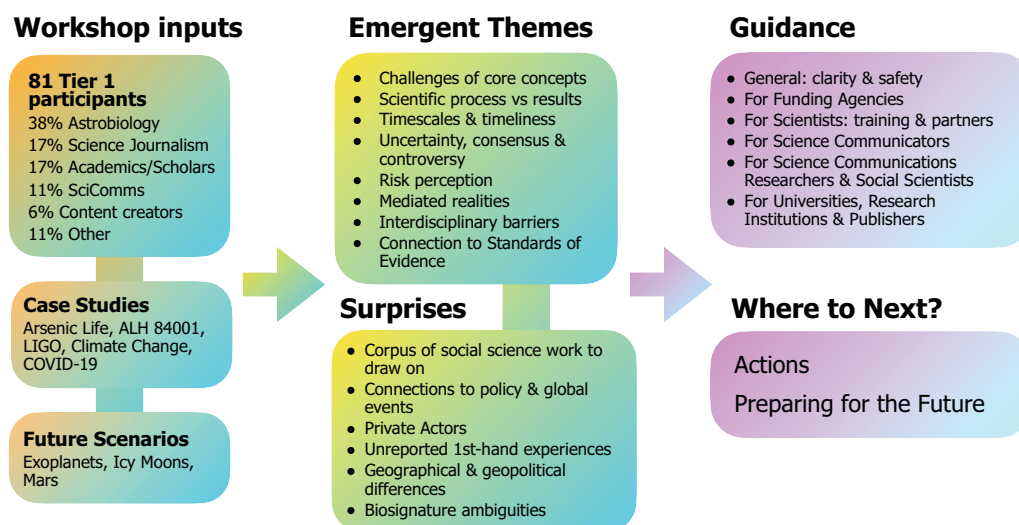 Workshop inputs
81 Tier 1
participants
38% Astrobiology
17% Science Journalism
17% Academics/Scholars
11% SciComms
6% Content creators
11% Other
Case Studies
Arsenic Life, ALH 84001,
LIGO, Climate Change,
COVID-19
Future Scenarios
Exoplanets, Icy Moons,
Mars
Emergent Themes
• Challenges of core concepts
• Scientific process vs results
• Timescales & timeliness
• Uncertainty, consensus &
controversy
• Risk perception
• Mediated realities
• Interdisciplinary barriers
• Connection to Standards of
Evidence
Surprises
• Corpus of social science work to
draw on
• Connections to policy & global
events
• Private Actors
• Unreported 1st-hand experiences
• Geographical & geopolitical
differences
• Biosignature ambiguities
Guidance
• General: clarity & safety
• For Funding Agencies
• For Scientists: training & partners
• For Science Communicators
• For Science Communications
Researchers & Social Scientists
• For Universities, Research
Institutions & Publishers
Where to Next?
Actions
Preparing for the Future